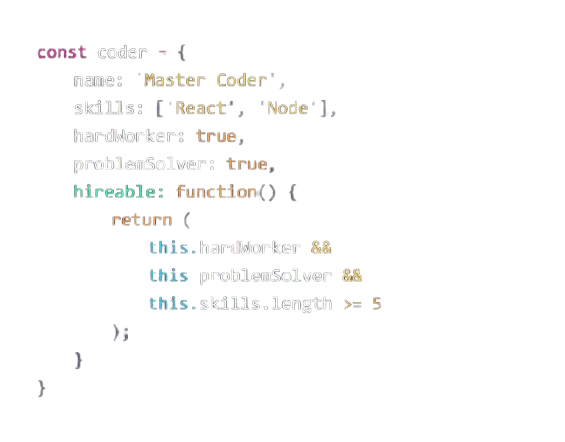 const coder = {
name: 'Master Coder',
skills: ['React', 'Node'],
hardWorker: true,
problemSolver: true,
hireable: function() {
return (
this.hardWorker &&
this problemSolver &&
this.skills.length >= 5
);
}
}